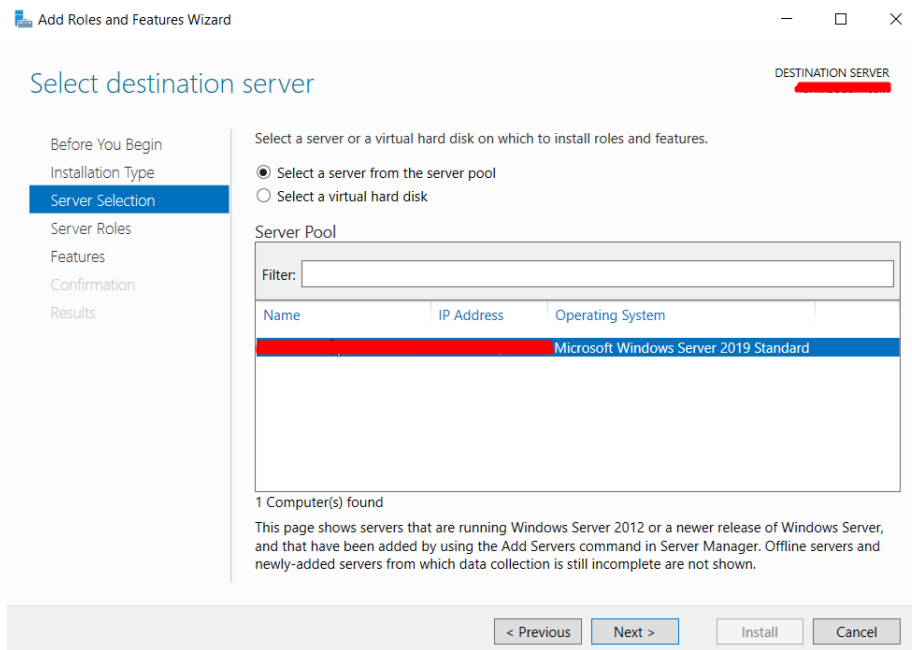 Add Roles and Features Wizard
Select destination server
DESTINATION SERVER
Before You Begin
Installation Type
Server Selection
Server Roles
Features
Confirmation
Results
Select a server or a virtual hard disk on which to install roles and features.
Select a server from the server pool
Select a virtual hard disk
Server Pool
Filter:
Name IP Address Operating System
Microsoft Windows Server 2019 Standard
1 Computer(s) found
This page shows servers that are running Windows Server 2012 or a newer release of Windows Server,
and that have been added by using the Add Servers command in Server Manager. Offline servers and
newly-added servers from which data collection is still incomplete are not shown.
< Previous Next > Install Cancel